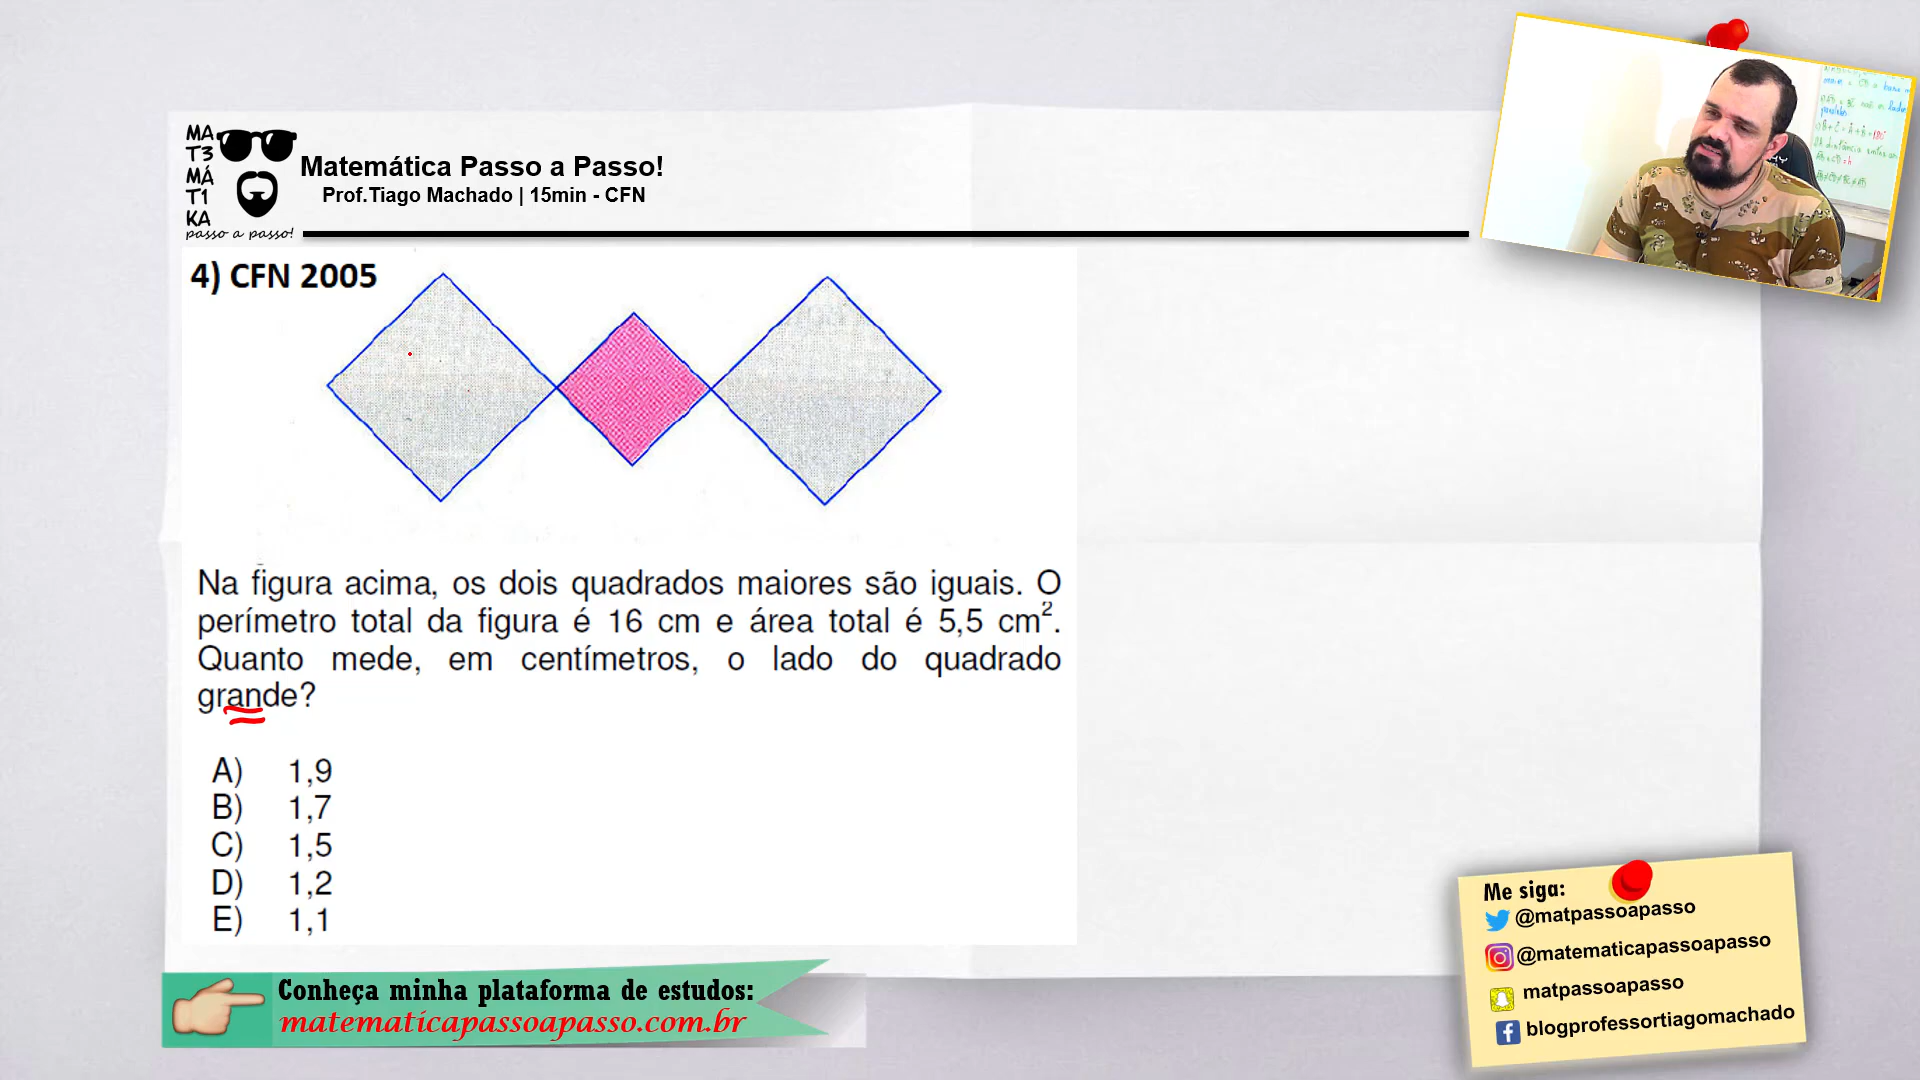 MA
T3
MÁ
T1
KA
passo a passo!
Matemática Passo a Passo!
Prof.Tiago Machado | 15min - CFN
4) CFN 2005
Na figura acima, os dois quadrados maiores são iguais. O
perímetro total da figura é 16 cm e área total é 5,5 cm².
Quanto mede, em centímetros, o lado do quadrado
grande?
A) 1,9
B) 1,7
C) 1,5
D) 1,2
E) 1,1
Conheça minha plataforma de estudos:
matematicapassoapasso.com.br
Me siga:
@matpassoapasso
@matematicapassoapasso
matpassoapasso
blogprofessortiagomachado